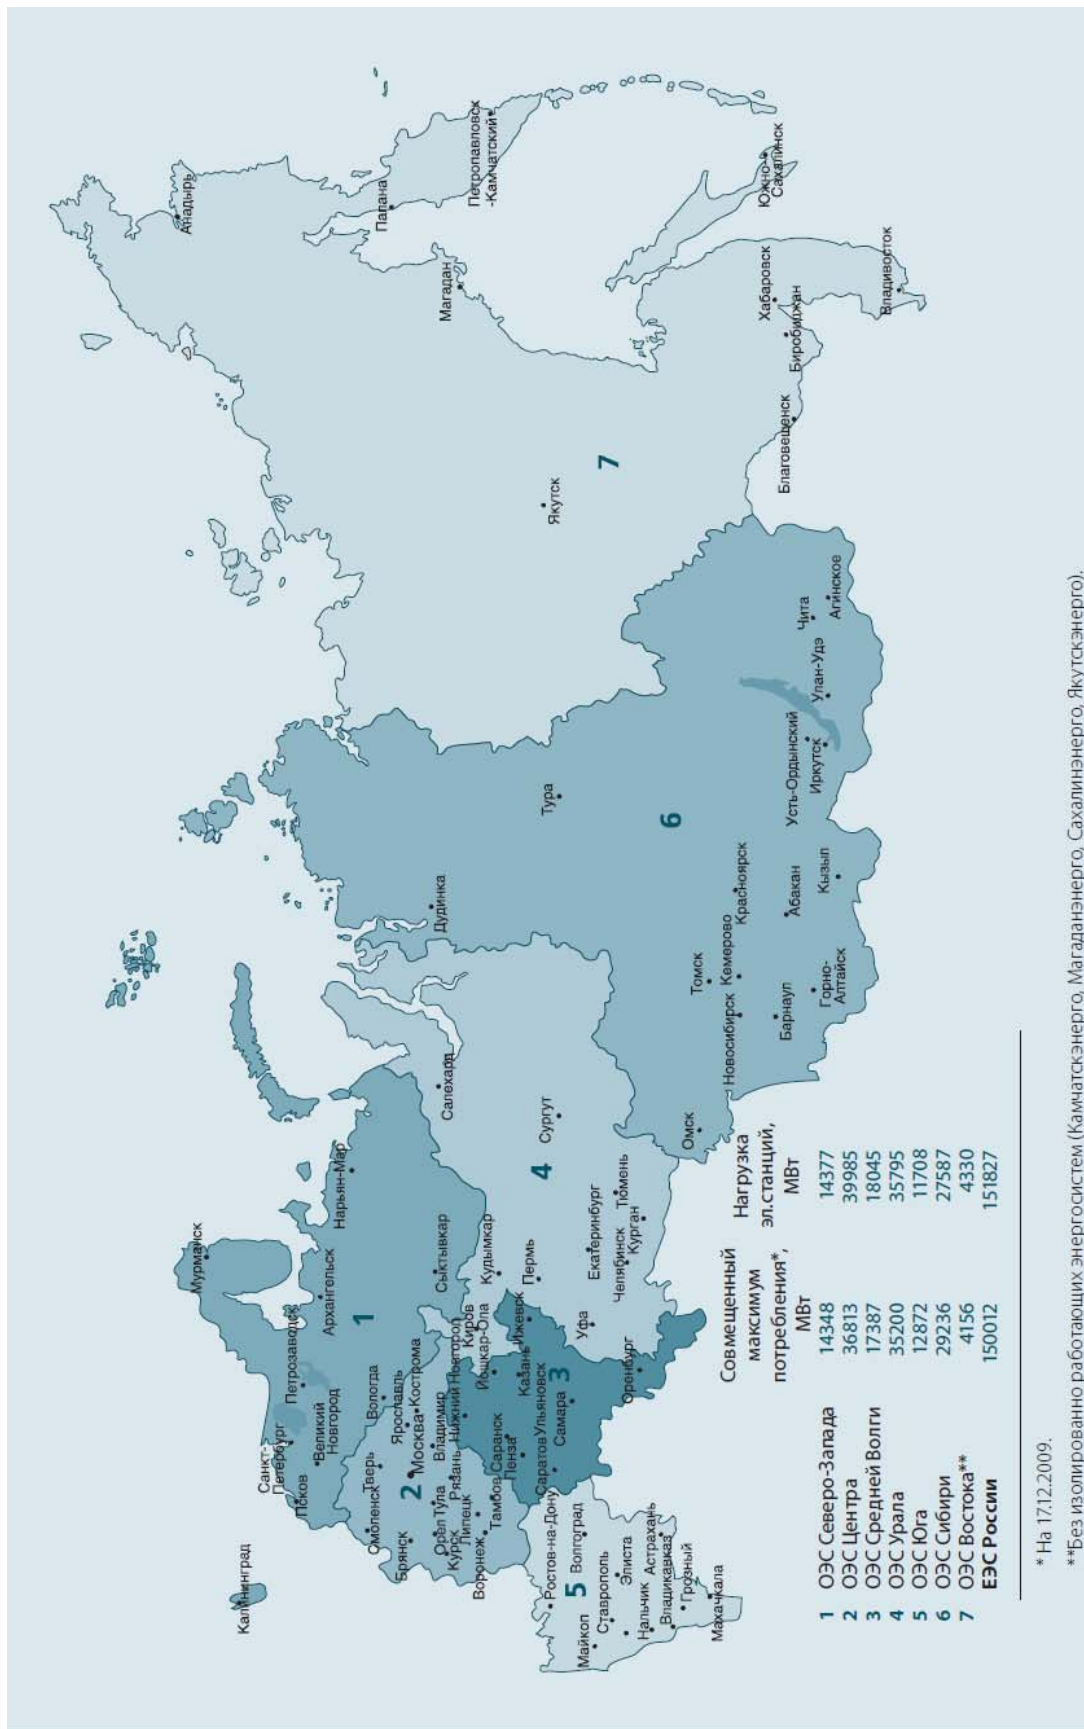 Калининград
Мурманск
Санкт-
Петербург
Псков
Великий
Новгород
Петрозаводск
Архангельск
Нарьян-Мар
1
Вологда
Сыктывкар
Салехард
Дудинка
Смоленск
Тверь
Ярославль
Кострома
Москва
2
Брянск
Орел
Тула
Рязань
Владимир
Нижний Новгород
Киров
Йошкар-Ола
Кудымкар
Курск
Липецк
Воронеж
Тамбов
Саранск
Пенза
Казань
Ижевск
Пермь
Саратов
Ульяновск
Самара
3
Оренбург
Уфа
Екатеринбург
Челябинск
Тюмень
Курган
4
Сургут
Ростов-на-Дону
Волгоград
5
Майкоп
Ставрополь
Элиста
Астрахань
Нальчик
Владикавказ
Грозный
Махачкала
Тура
6
Омск
Томск
Новосибирск
Кемерово
Красноярск
Барнаул
Горно-
Алтайск
Абакан
Кызыл
Усть-Ордынский
Иркутск
Улан-Удэ
Чита
Агинское
Анадырь
Папана
Петропавловск
-Камчатский
Магадан
Якутск
7
Благовещенск
Биробиджан
Хабаровск
Владивосток
Южно-
Сахалинск
Совмещенный
максимум
потребления*,
МВт
Нагрузка
эл.станций,
МВт
1 ОЭС Северо-Запада 14348 14377
2 ОЭС Центра 36813 39985
3 ОЭС Средней Волги 17387 18045
4 ОЭС Урала 35200 35795
5 ОЭС Юга 12872 11708
6 ОЭС Сибири 29236 27587
7 ОЭС Востока** 4156 4330
ЕЭС России 150012 151827
* На 17.12.2009.
**Без изолированно работающих энергосистем (Камчатскэнерго, Магаданэнерго, Сахалинэнерго, Якутскэнерго).